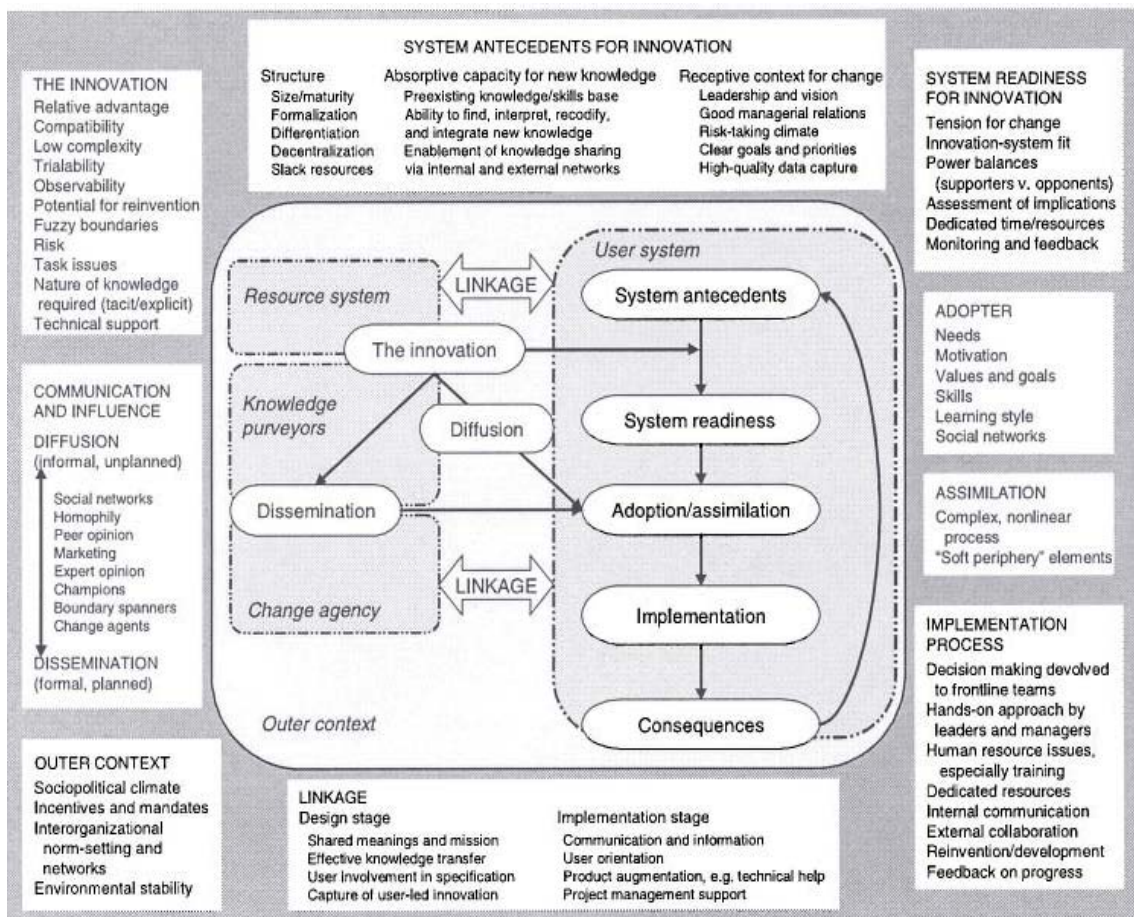 SYSTEM ANTECEDENTS FOR INNOVATION
Structure
Size/maturity
Formalization
Differentiation
Decentralization
Slack resources
Absorptive capacity for new knowledge
Preexisting knowledge/skills base
Ability to find, interpret, recodify,
and integrate new knowledge
Enablement of knowledge sharing
via internal and external networks
Receptive context for change
Leadership and vision
Good managerial relations
Risk-taking climate
Clear goals and priorities
High-quality data capture
THE INNOVATION
Relative advantage
Compatibility
Low complexity
Trialability
Observability
Potential for reinvention
Fuzzy boundaries
Risk
Task issues
Nature of knowledge
required (tacit/explicit)
Technical support
COMMUNICATION
AND INFLUENCE
DIFFUSION
(informal, unplanned)
Social networks
Homophily
Peer opinion
Marketing
Expert opinion
Champions
Boundary spanners
Change agents
DISSEMINATION
(formal, planned)
OUTER CONTEXT
Sociopolitical climate
Incentives and mandates
Interorganizational
norm-setting and
networks
Environmental stability
Resource system
LINKAGE
The innovation
Knowledge
purveyors
Diffusion
Dissemination
LINKAGE
Change agency
Outer context
User system
System antecedents
System readiness
Adoption/assimilation
Implementation
Consequences
LINKAGE
Design stage
Shared meanings and mission
Effective knowledge transfer
User involvement in specification
Capture of user-led innovation
Implementation stage
Communication and information
User orientation
Product augmentation, e.g. technical help
Project management support
SYSTEM READINESS
FOR INNOVATION
Tension for change
Innovation-system fit
Power balances
(supporters v. opponents)
Assessment of implications
Dedicated time/resources
Monitoring and feedback
ADOPTER
Needs
Motivation
Values and goals
Skills
Learning style
Social networks
ASSIMILATION
Complex, nonlinear
process
"Soft periphery" elements
IMPLEMENTATION
PROCESS
Decision making devolved
to frontline teams
Hands-on approach by
leaders and managers
Human resource issues,
especially training
Dedicated resources
Internal communication
External collaboration
Reinvention/development
Feedback on progress